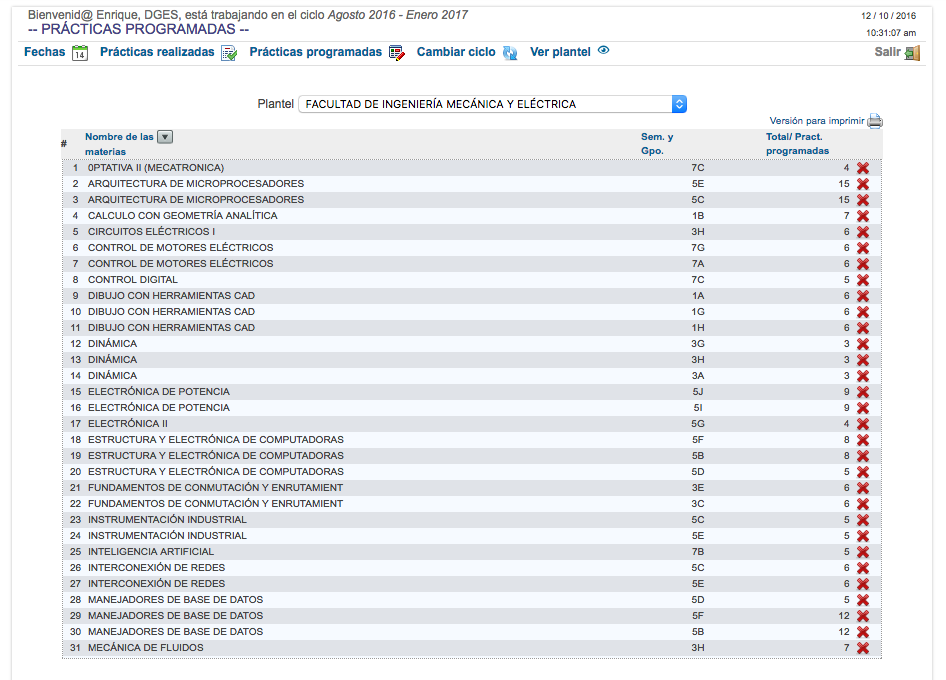 Bienvenid@ Enrique, DGES, está trabajando en el ciclo Agosto 2016 - Enero 2017
12 / 10 / 2016
-- PRÁCTICAS PROGRAMADAS --
10:31:07 am
Fechas 14 Prácticas realizadas Prácticas programadas Cambiar ciclo Ver plantel Salir
Plantel FACULTAD DE INGENIERÍA MECÁNICA Y ELÉCTRICA
Versión para imprimir
# Nombre de las materias Sem. y Gpo. Total/ Pract. programadas
1 0PTATIVA II (MECATRONICA) 7C 4
2 ARQUITECTURA DE MICROPROCESADORES 5E 15
3 ARQUITECTURA DE MICROPROCESADORES 5C 15
4 CALCULO CON GEOMETRÍA ANALÍTICA 1B 7
5 CIRCUITOS ELÉCTRICOS I 3H 6
6 CONTROL DE MOTORES ELÉCTRICOS 7G 6
7 CONTROL DE MOTORES ELÉCTRICOS 7A 6
8 CONTROL DIGITAL 7C 5
9 DIBUJO CON HERRAMIENTAS CAD 1A 6
10 DIBUJO CON HERRAMIENTAS CAD 1G 6
11 DIBUJO CON HERRAMIENTAS CAD 1H 6
12 DINÁMICA 3G 3
13 DINÁMICA 3H 3
14 DINÁMICA 3A 3
15 ELECTRÓNICA DE POTENCIA 5J 9
16 ELECTRÓNICA DE POTENCIA 5I 9
17 ELECTRÓNICA II 5G 4
18 ESTRUCTURA Y ELECTRÓNICA DE COMPUTADORAS 5F 8
19 ESTRUCTURA Y ELECTRÓNICA DE COMPUTADORAS 5B 8
20 ESTRUCTURA Y ELECTRÓNICA DE COMPUTADORAS 5D 5
21 FUNDAMENTOS DE CONMUTACIÓN Y ENRUTAMIENT 3E 6
22 FUNDAMENTOS DE CONMUTACIÓN Y ENRUTAMIENT 3C 6
23 INSTRUMENTACIÓN INDUSTRIAL 5C 5
24 INSTRUMENTACIÓN INDUSTRIAL 5E 5
25 INTELIGENCIA ARTIFICIAL 7B 5
26 INTERCONEXIÓN DE REDES 5C 6
27 INTERCONEXIÓN DE REDES 5E 6
28 MANEJADORES DE BASE DE DATOS 5D 5
29 MANEJADORES DE BASE DE DATOS 5F 12
30 MANEJADORES DE BASE DE DATOS 5B 12
31 MECÁNICA DE FLUIDOS 3H 7